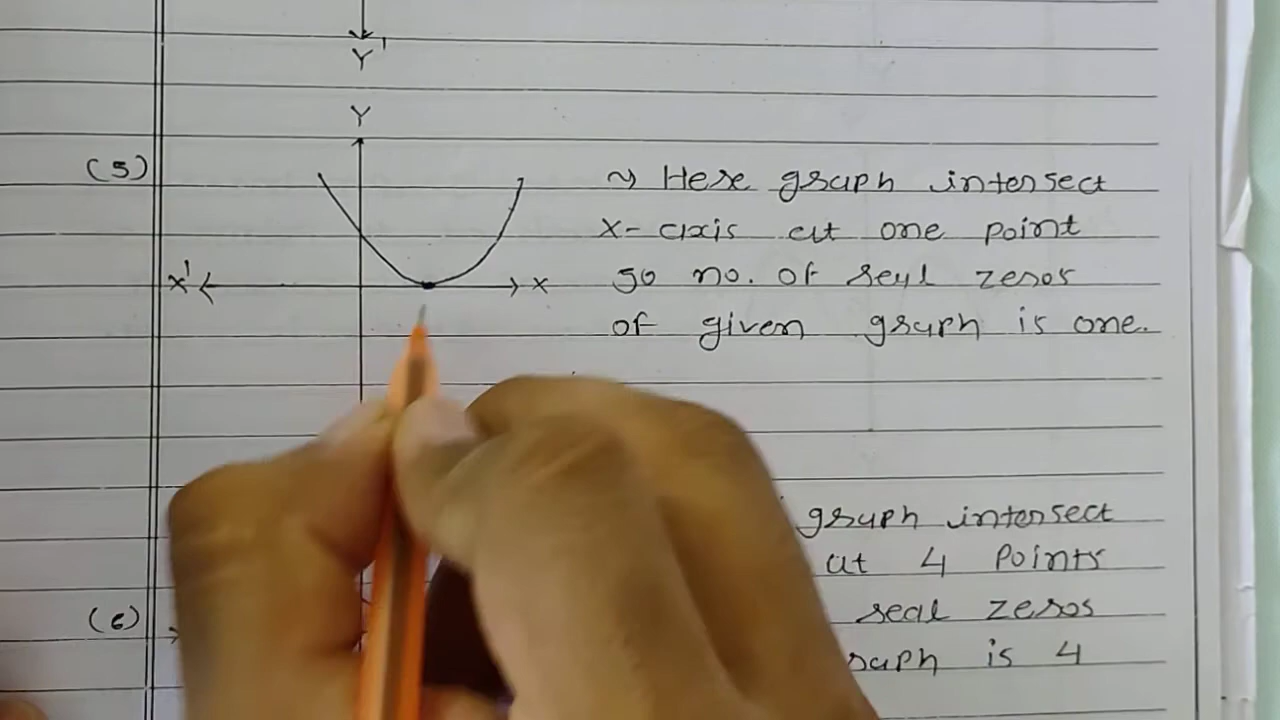 Y'
Y
(5)
~ Here graph intersect
X-axis at one point
so no. of real zeros
X' X
of given graph is one.
graph intersect
at 4 Points
(6)
real zeros
graph is 4